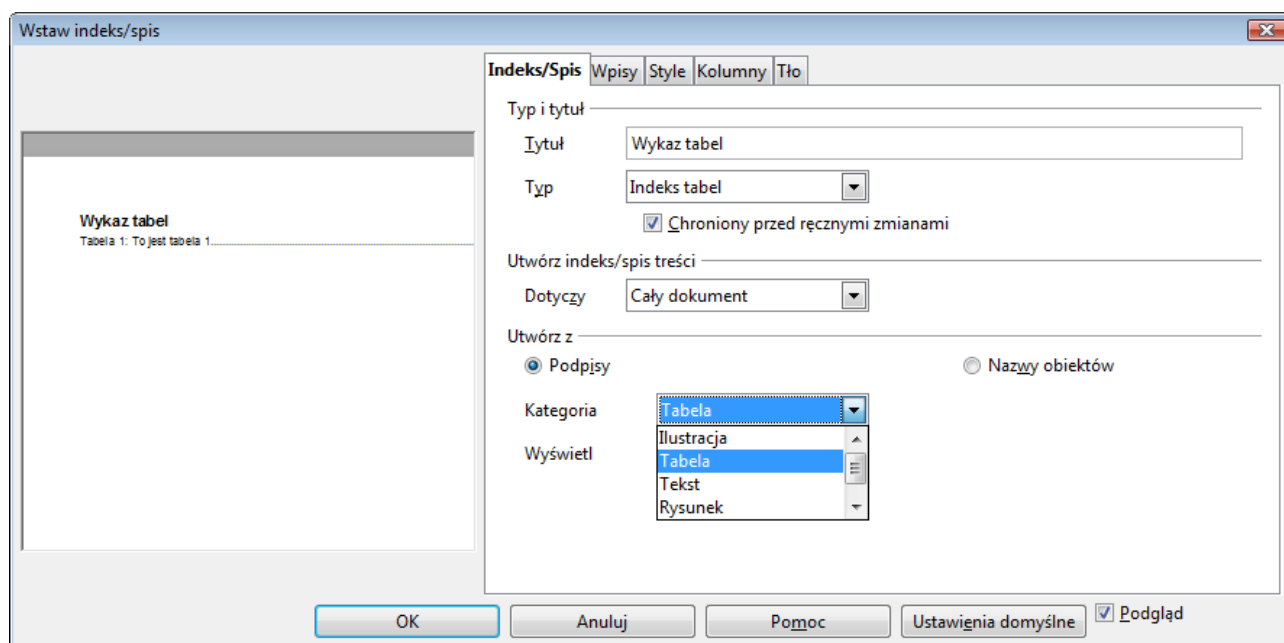 Wstaw indeks/spis
Indeks/Spis Wpisy Style Kolumny Tło
Typ i tytuł
Tytuł Wykaz tabel
Typ Indeks tabel
Chroniony przed ręcznymi zmianami
Utwórz indeks/spis treści
Dotyczy Cały dokument
Utwórz z
Podpisy Nazwy obiektów
Kategoria Tabela
Ilustracja
Wyświetl
Tabela
Tekst
Rysunek
Wykaz tabel
Tabela 1: To jest tabela 1
OK Anuluj Pomoc Ustawienia domyślne Podgląd